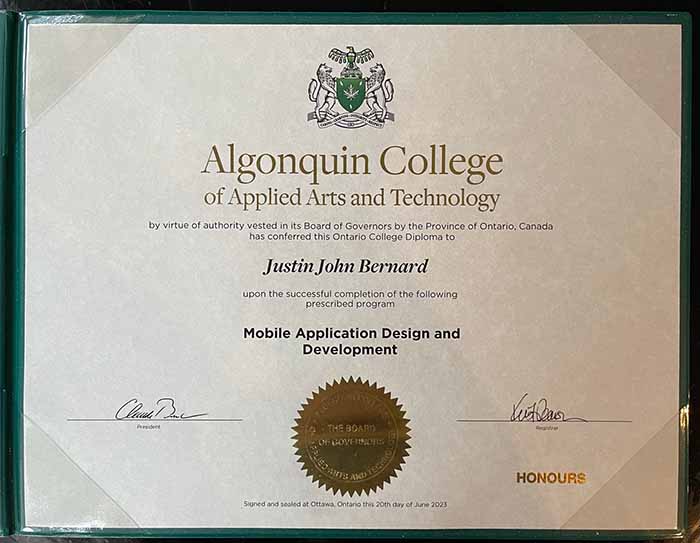 Algonquin College
of Applied Arts and Technology
by virtue of authority vested in its Board of Governors by the Province of Ontario, Canada
has conferred this Ontario College Diploma to
Justin John Bernard
upon the successful completion of the following
prescribed program
Mobile Application Design and
Development
President
THE BOARD
OF GOVERNORS
ARTS AND
Registrar
HONOURS
Signed and sealed at Ottawa, Ontario this 20th day of June 2023